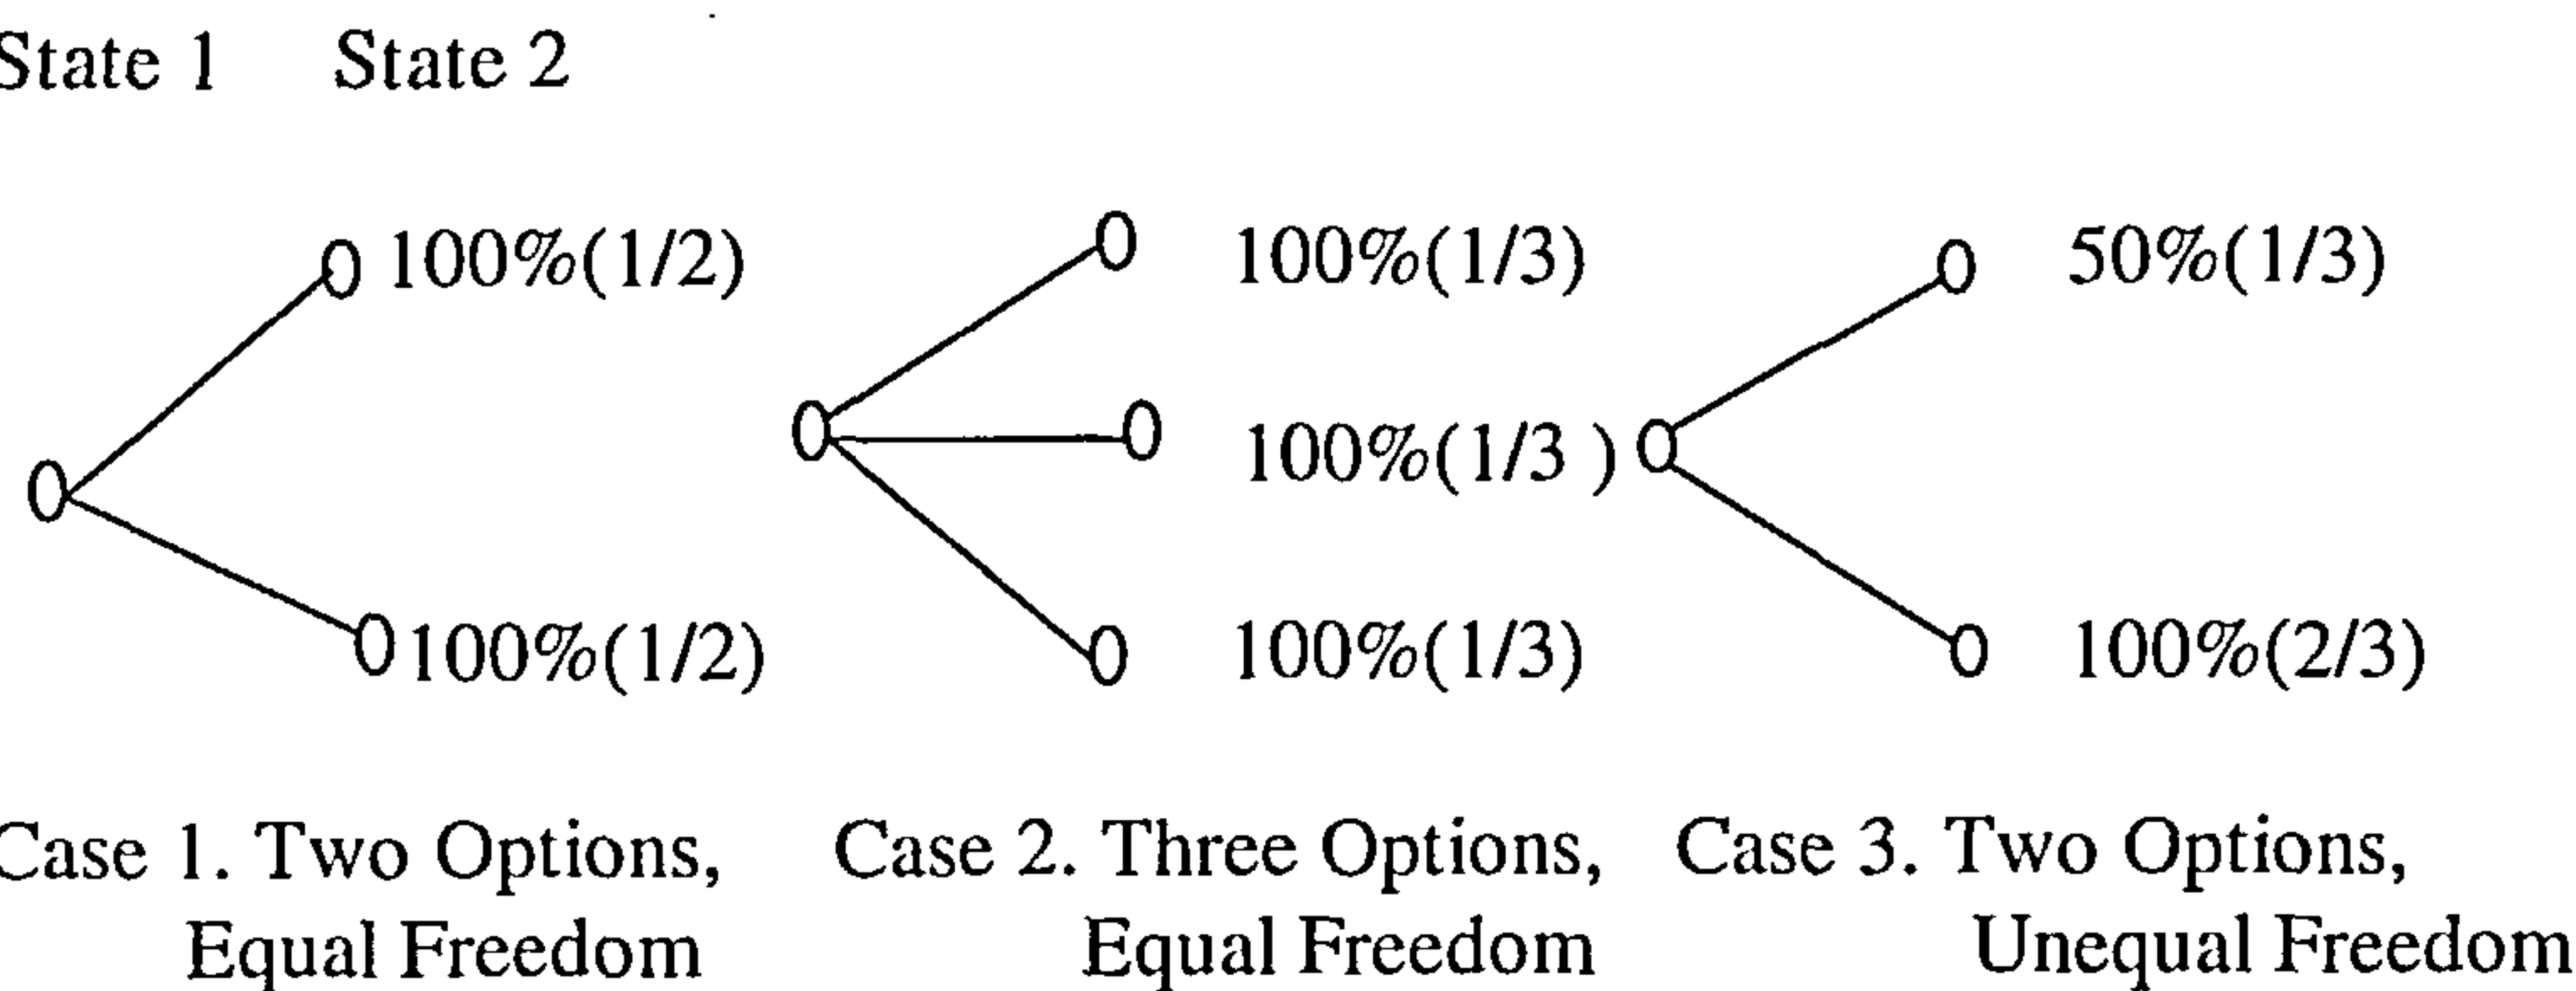 State 1 State 2
100%(1/2) 100%(1/3) 50%(1/3)
100%(1/3 )
100%(1/2) 100%(1/3) 100%(2/3)
Case 1. Two Options, Case 2. Three Options, Case 3. Two Options,
Equal Freedom Equal Freedom Unequal Freedom